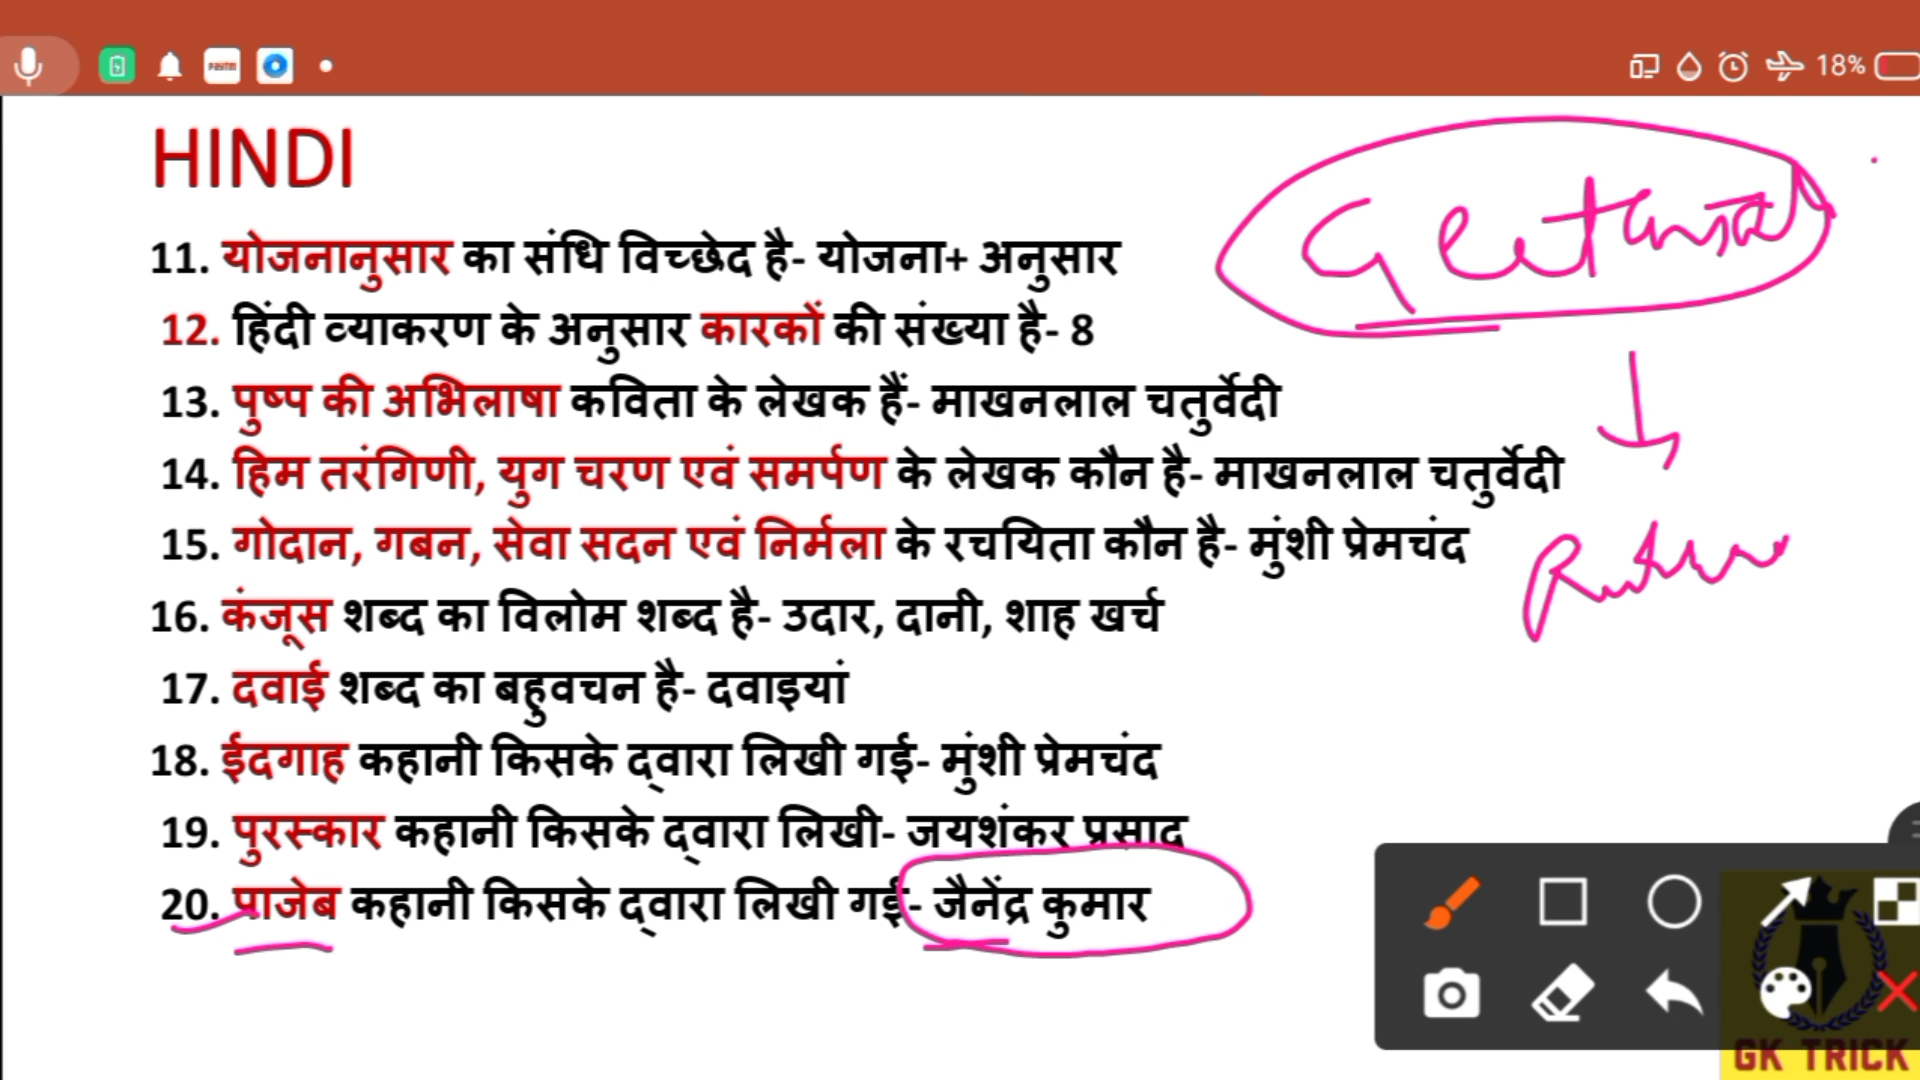 Paytm
18%
HINDI
11. योजनानुसार का संधि विच्छेद है- योजना+ अनुसार
12. हिंदी व्याकरण के अनुसार कारकों की संख्या है- 8
13. पुष्प की अभिलाषा कविता के लेखक हैं- माखनलाल चतुर्वेदी
14. हिम तरंगिणी, युग चरण एवं समर्पण के लेखक कौन है- माखनलाल चतुर्वेदी
15. गोदान, गबन, सेवा सदन एवं निर्मला के रचयिता कौन है- मुंशी प्रेमचंद
16. कंजूस शब्द का विलोम शब्द है- उदार, दानी, शाह खर्च
17. दवाई शब्द का बहुवचन है- दवाइयां
18. ईदगाह कहानी किसके द्वारा लिखी गई- मुंशी प्रेमचंद
19. पुरस्कार कहानी किसके द्वारा लिखी- जयशंकर प्रसाद
20. पाजेब कहानी किसके द्वारा लिखी गई- जैनेंद्र कुमार
GK TRICK